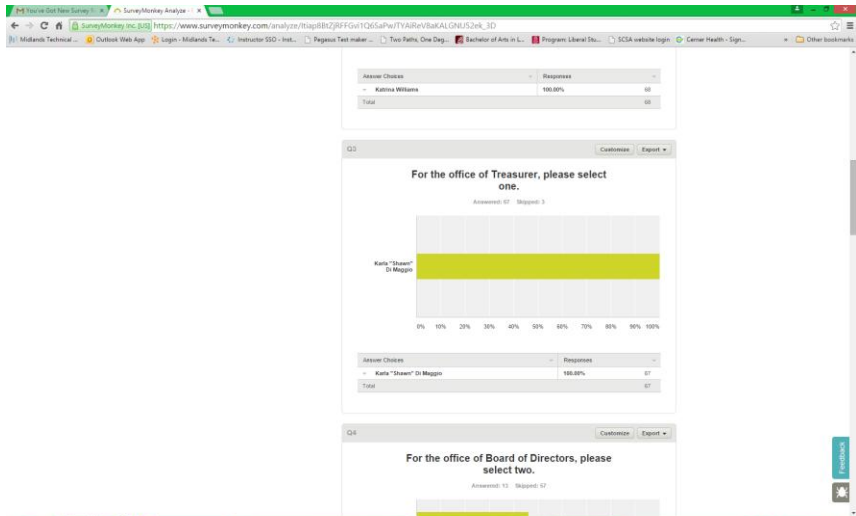 You've Got New Survey
SurveyMonkey Analyze -
SurveyMonkey Inc. [US] https://www.surveymonkey.com/analyze/
Midlands Technical ... Outlook Web App Login - Midlands Te... Instructor SSO - Inst... Pegasus Test maker ... Two Paths, One Deg... Bachelor of Arts in L... Program: Liberal Stu... SCSA website login Cerner Health - Sign... » Other bookmarks
Answer Choices Responses
Katrina Williams 100.00% 68
Total 68
Q3 Customize Export
For the office of Treasurer, please select
one.
Answered: 67 Skipped: 3
Karla "Shawn"
Di Maggio
0% 10% 20% 30% 40% 50% 60% 70% 80% 90% 100%
Answer Choices Responses
Karla "Shawn" Di Maggio 100.00% 67
Total 67
Q4 Customize Export
For the office of Board of Directors, please
select two.
Answered: 13 Skipped: 57
Feedback